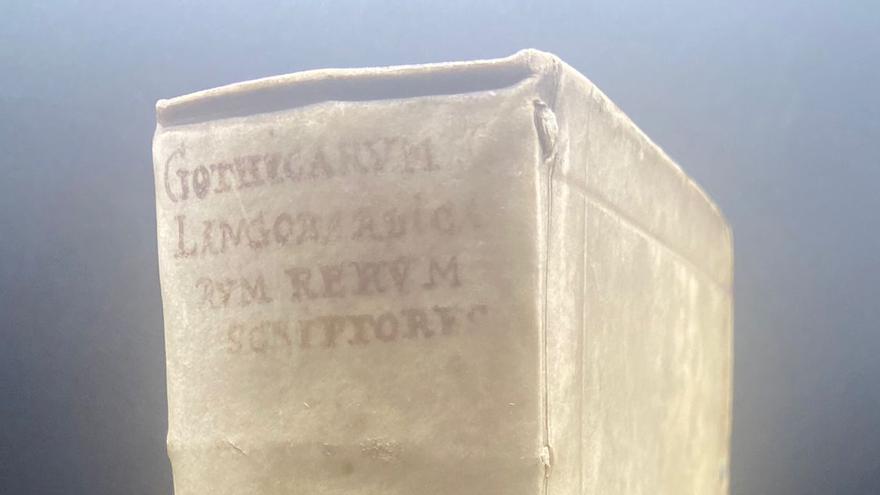 GOTHICARVM
LANGOBARDICA
RVM RERVM
SCRIPTORES